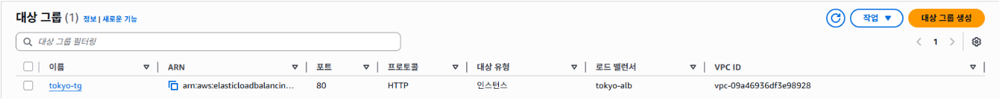 대상 그룹 (1) 정보 | 새로운 기능
작업 ▼ 대상 그룹 생성
대상 그룹 필터링
1
이름 ARN 포트 프로토콜 대상 유형 로드 밸런서 VPC ID
tokyo-tg arn:aws:elasticloadbalancin... 80 HTTP 인스턴스 tokyo-alb vpc-09a46936df3e98928